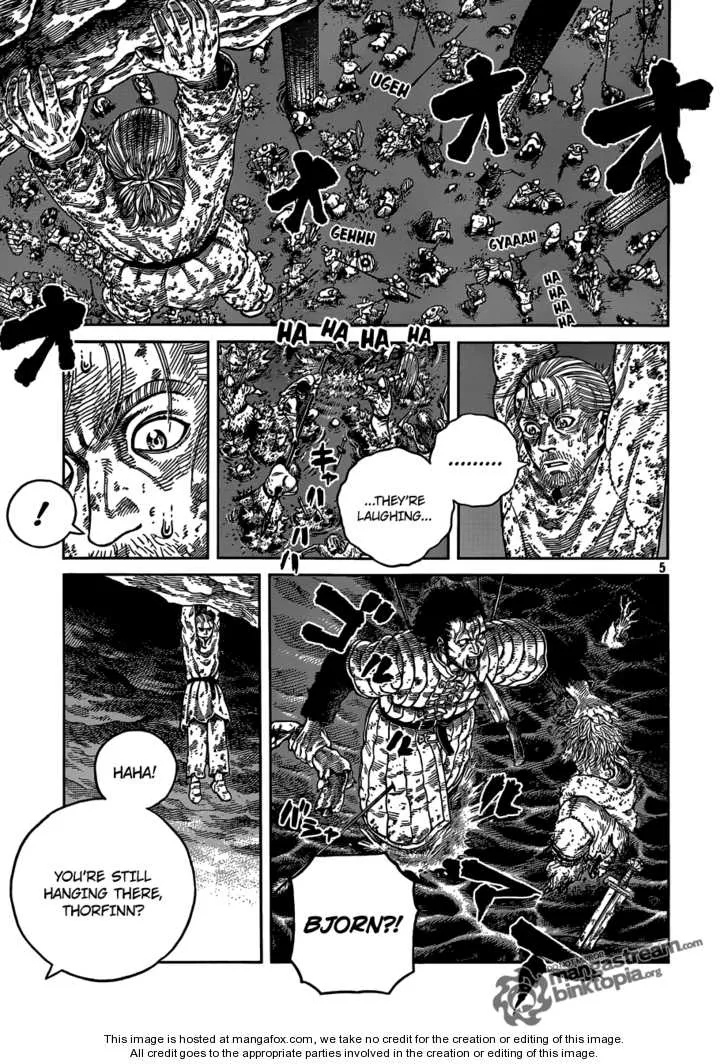 UGEH
オ
オ
オ
オ
GEHHH
GYAAAH
HA
HA
HA
HA
HA HA HA HA
!
キャ
ハハハ
..........
...THEY'RE
LAUGHING...
5
HAHA!
YOU'RE STILL
HANGING THERE,
THORFINN?
BJORN?!
mangastream.com
binktopia.org
This image is hosted at mangafox.com, we take no credit for the creation or editing of this image.
All credit goes to the appropriate parties involved in the creation or editing of this image.